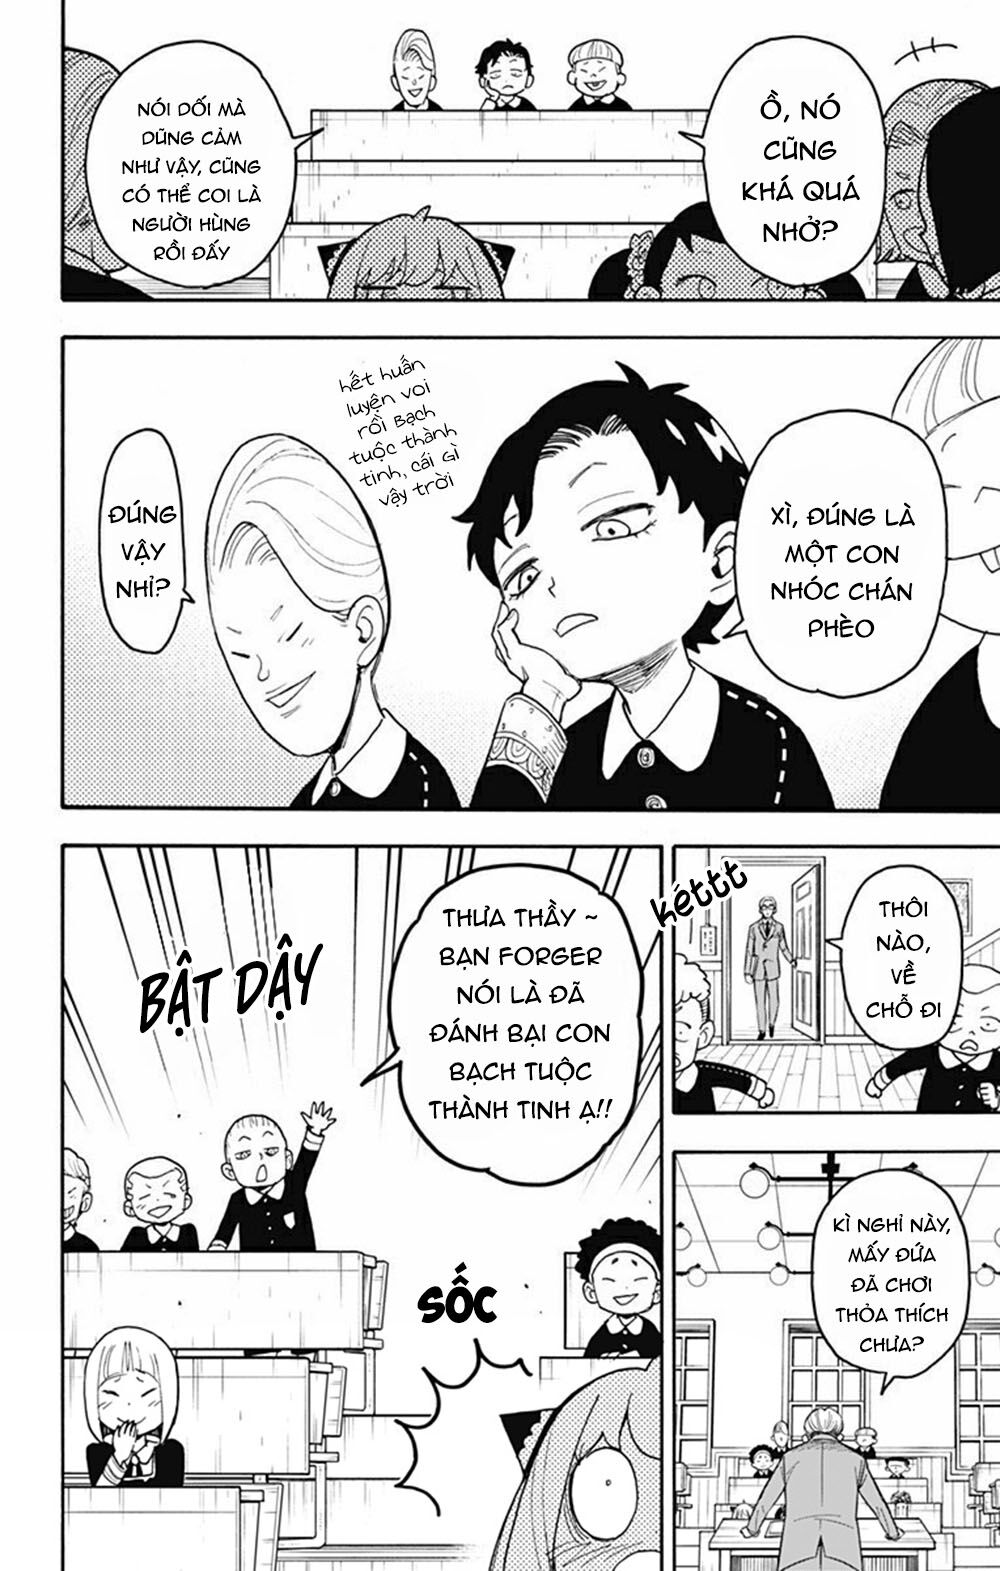 Ồ, NÓ
CŨNG
KHÁ QUÁ
NHỞ?
NÓI DỐI MÀ
DŨNG CẢM
NHƯ VẬY, CŨNG
CÓ THỂ COI LÀ
NGƯỜI HÙNG
RỒI ĐẤY
XÌ, ĐÚNG LÀ
MỘT CON
NHÓC CHÁN
PHÈO
hết huấn
luyện voi
rồi Bạch
tuộc thành
tinh, cái gì
vậy trời
ĐÚNG
VẬY
NHỈ?
THÔI
NÀO,
VỀ
CHỖ ĐI
kétttt
KÌ NGHỈ NÀY,
MẤY ĐỨA
ĐÃ CHƠI
THỎA THÍCH
CHƯA?
THƯA THẦY ~
BẠN FORGER
NÓI LÀ ĐÃ
ĐÁNH BẠI CON
BẠCH TUỘC
THÀNH TINH Ạ!!
BẬT DẬY
SỐC